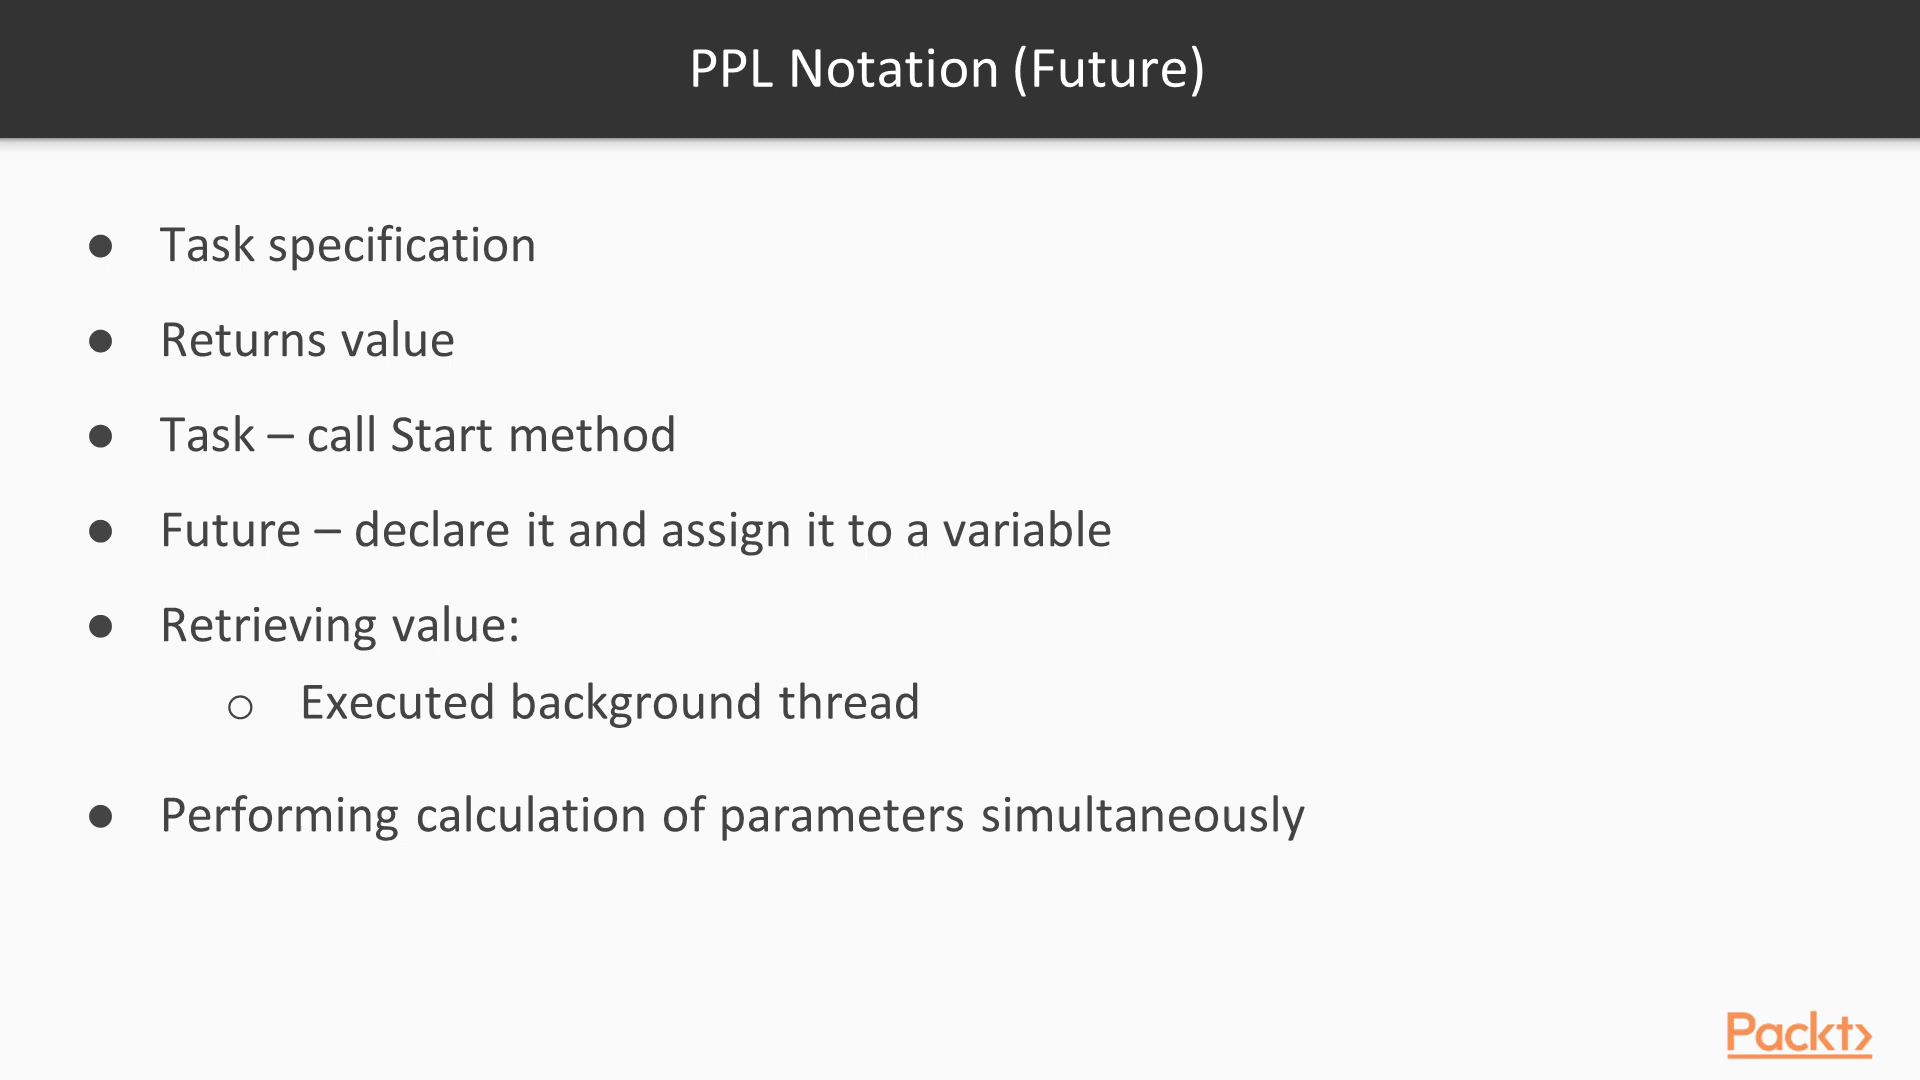 PPL Notation (Future)
● Task specification
● Returns value
● Task – call Start method
● Future – declare it and assign it to a variable
● Retrieving value:
○ Executed background thread
● Performing calculation of parameters simultaneously
Packt>